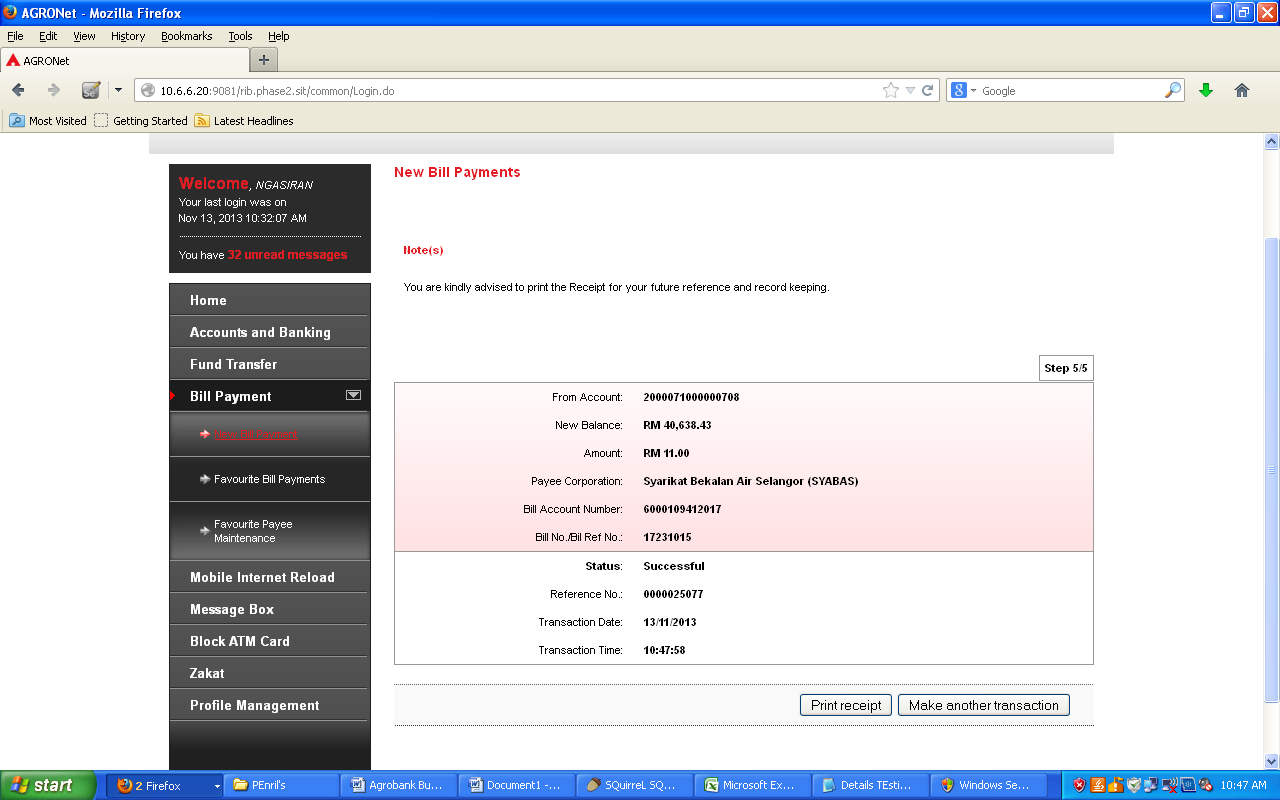 AGRONet - Mozilla Firefox
File Edit View History Bookmarks Tools Help
AGRONet
10.6.6.20:9081/rib.phase2.sit/common/Login.do
Google
Most Visited Getting Started Latest Headlines
Welcome, NGASIRAN
Your last login was on
Nov 13, 2013 10:32:07 AM
You have 32 unread messages
Home
Accounts and Banking
Fund Transfer
Bill Payment
New Bill Payment
Favourite Bill Payments
Favourite Payee
Maintenance
Mobile Internet Reload
Message Box
Block ATM Card
Zakat
Profile Management
New Bill Payments
Note(s)
You are kindly advised to print the Receipt for your future reference and record keeping.
Step 5/5
From Account: 2000071000000708
New Balance: RM 40,638.43
Amount: RM 11.00
Payee Corporation: Syarikat Bekalan Air Selangor (SYABAS)
Bill Account Number: 6000109412017
Bill No./Bil Ref No.: 17231015
Status: Successful
Reference No.: 0000025077
Transaction Date: 13/11/2013
Transaction Time: 10:47:58
Print receipt Make another transaction
start 2 Firefox PEnril's Agrobank Bu... Document1 -... SQuirreL SQ... Microsoft Ex... Details TEsti... Windows Se... 10:47 AM